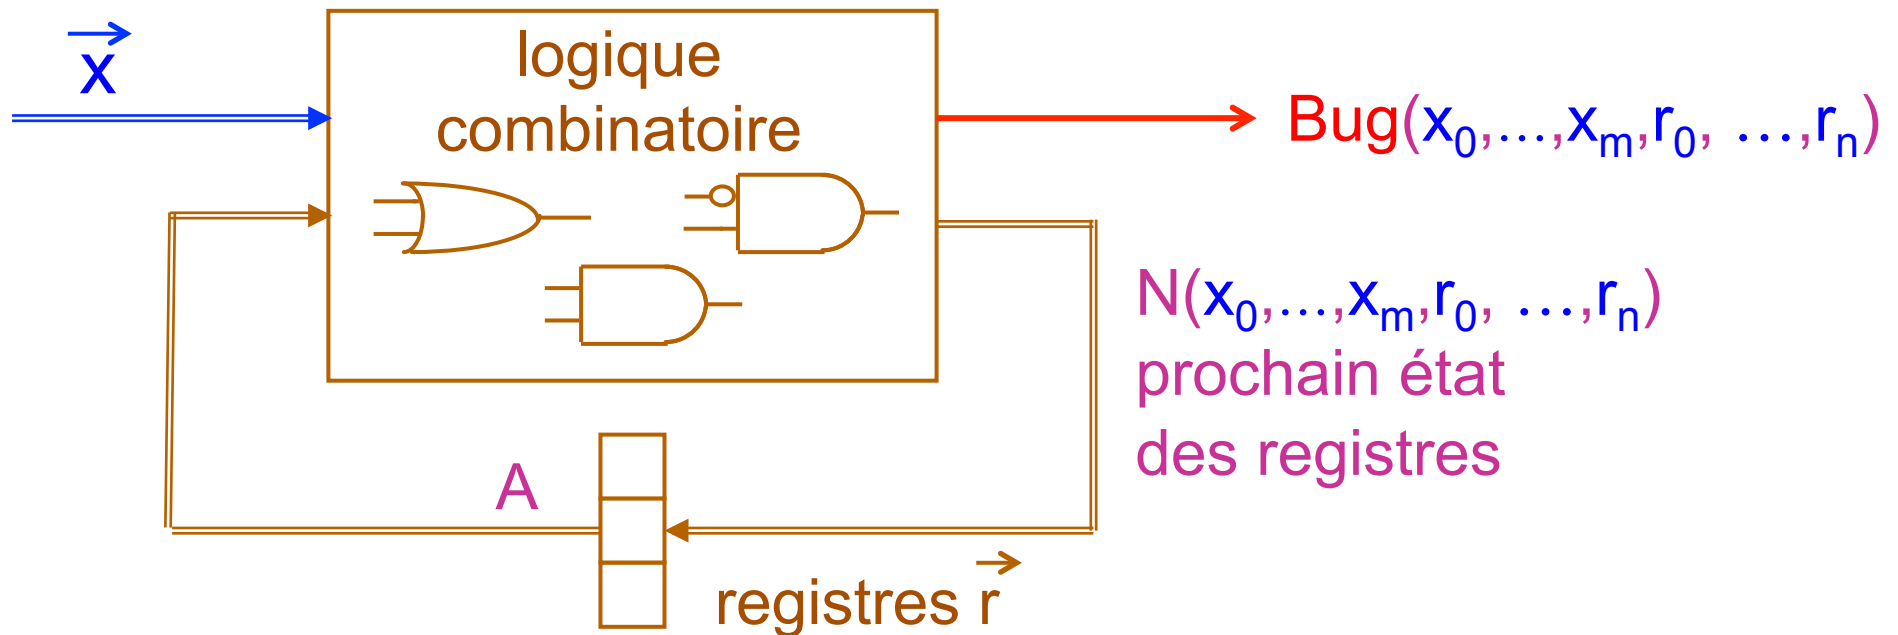 x
logique
combinatoire
Bug(x₀,…,xₘ,r₀, …,rₙ)
N(x₀,…,xₘ,r₀, …,rₙ)
prochain état
des registres
A
registres r